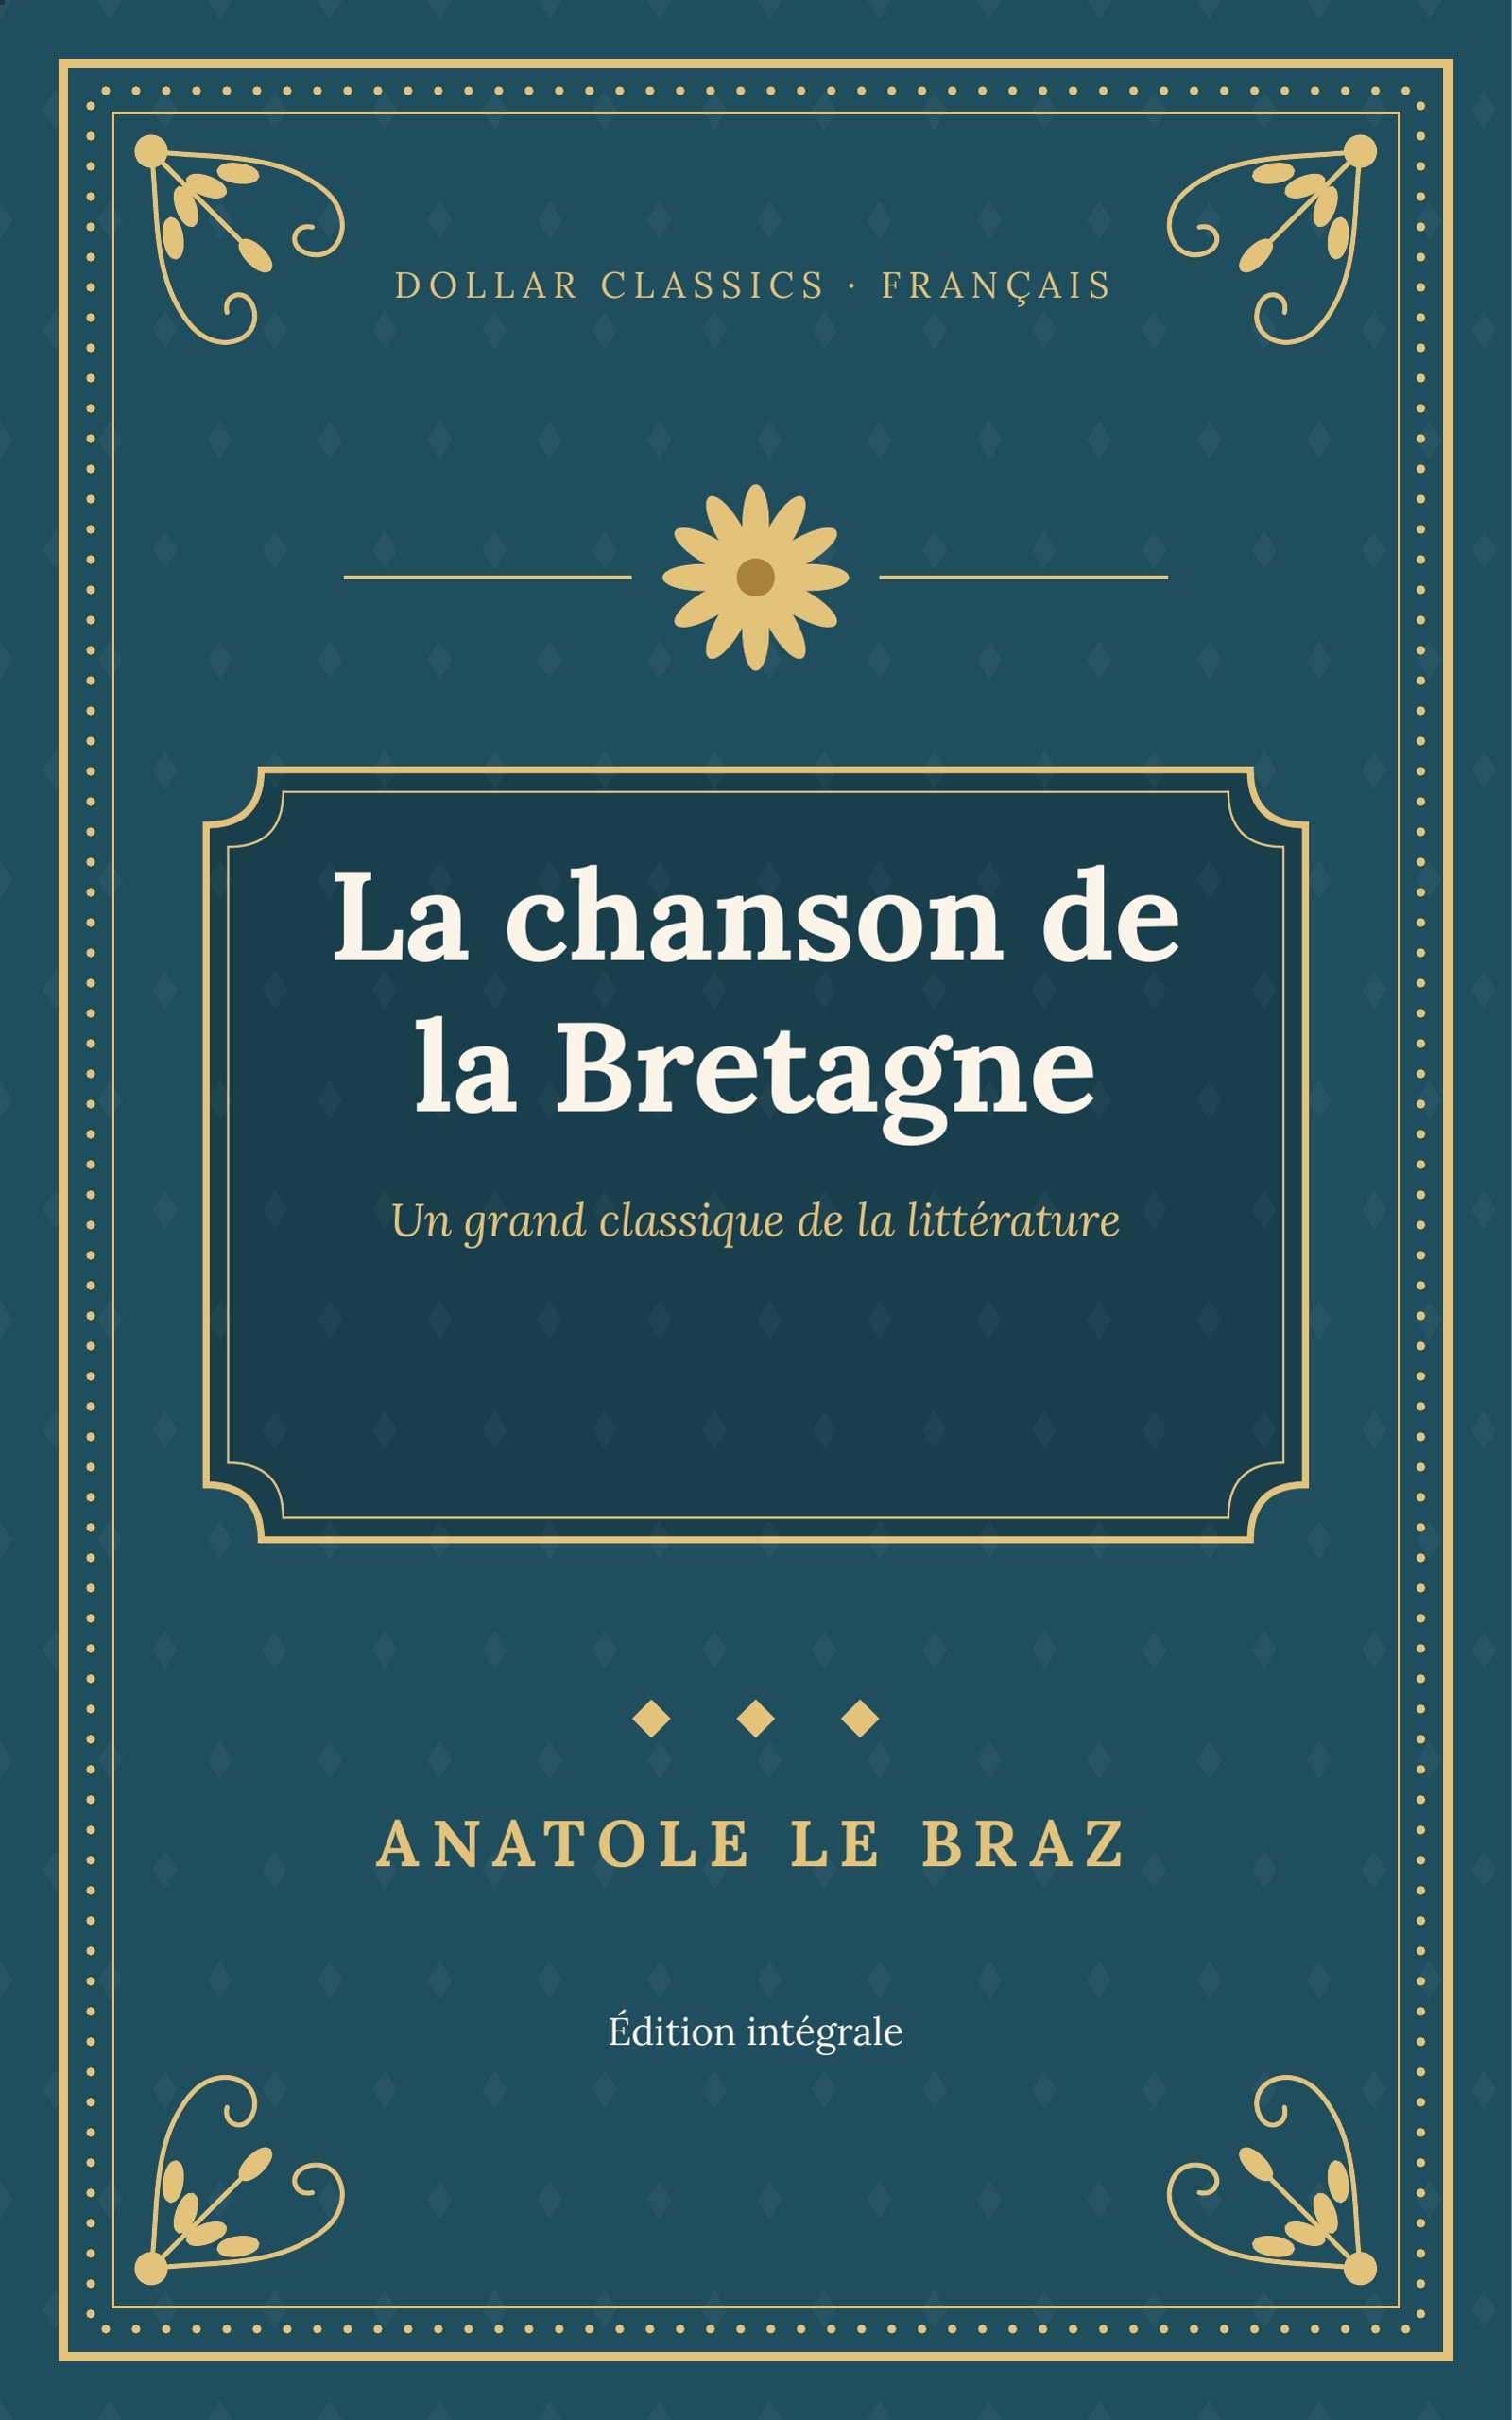 DOLLAR CLASSICS · FRANÇAIS
La chanson de
la Bretagne
Un grand classique de la littérature
ANATOLE LE BRAZ
Édition intégrale